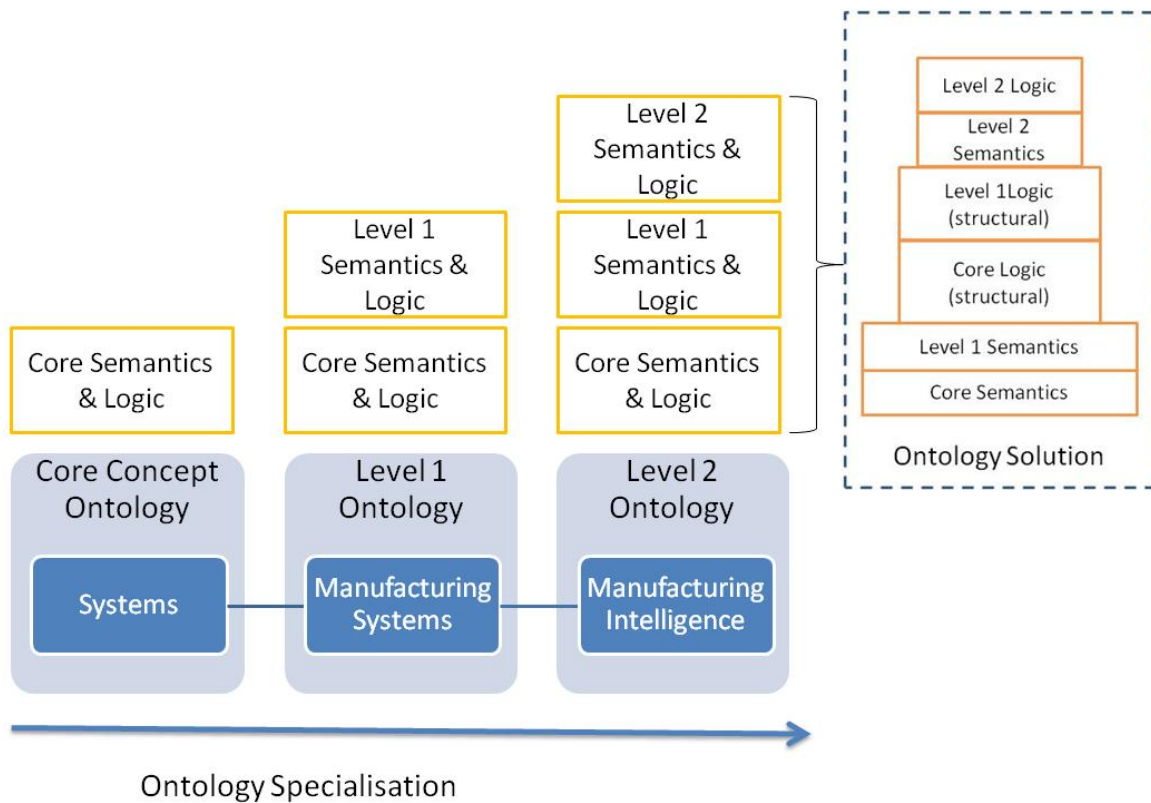 Level 2
Semantics &
Logic
Level 1
Semantics &
Logic
Level 1
Semantics &
Logic
Core Semantics
& Logic
Core Semantics
& Logic
Core Semantics
& Logic
Core Concept
Ontology
Systems
Level 1
Ontology
Manufacturing
Systems
Level 2
Ontology
Manufacturing
Intelligence
Ontology Specialisation
Level 2 Logic
Level 2
Semantics
Level 1Logic
(structural)
Core Logic
(structural)
Level 1 Semantics
Core Semantics
Ontology Solution